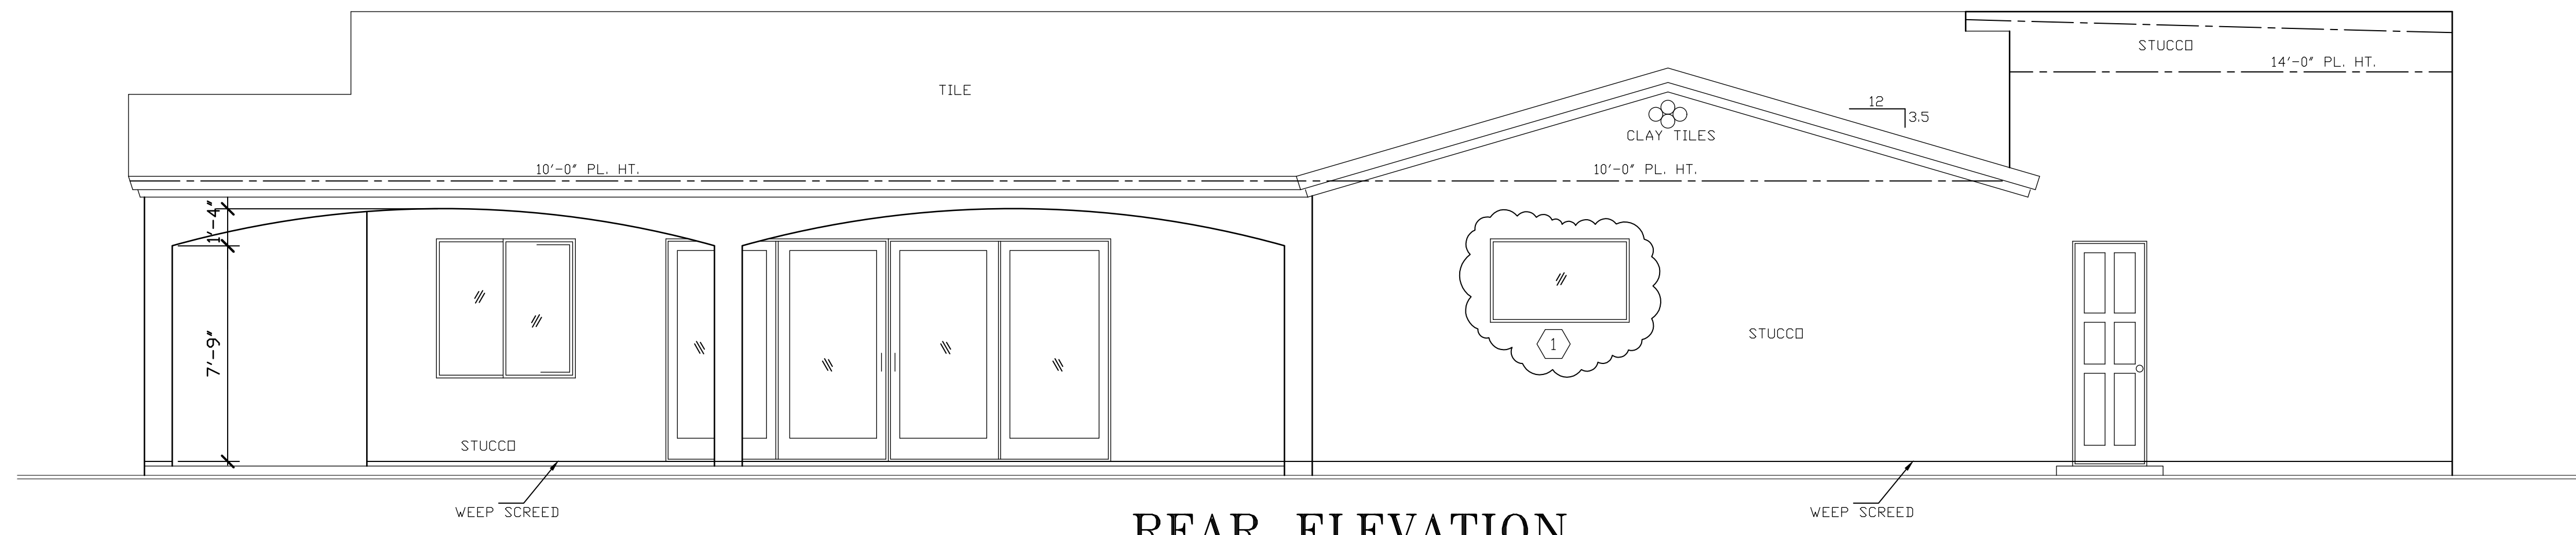 STUCCO
14'-0" PL. HT.
TILE
12
3.5
CLAY TILES
10'-0" PL. HT.
10'-0" PL. HT.
1'-4"
7'-9"
1
STUCCO
STUCCO
WEEP SCREED
WEEP SCREED
REAR ELEVATION